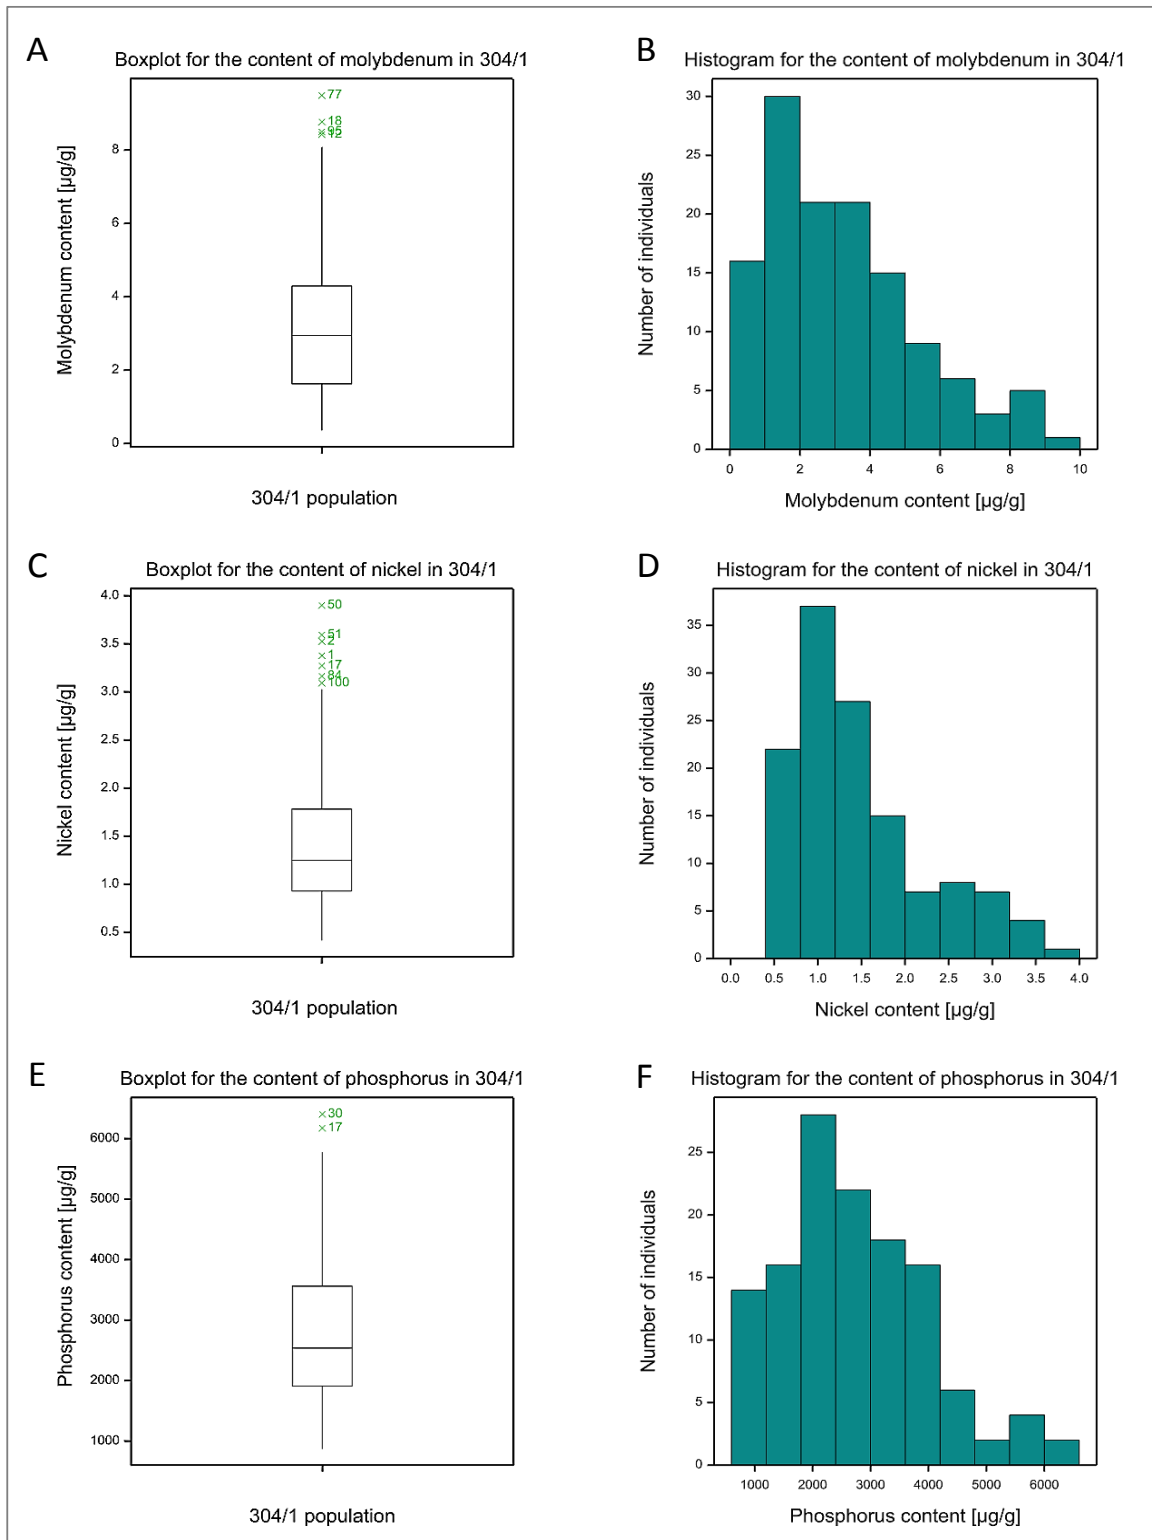 A
Boxplot for the content of molybdenum in 304/1
Molybdenum content [µg/g]
8
6
4
2
0
×77
×18
×95
×12
304/1 population
B
Histogram for the content of molybdenum in 304/1
Number of individuals
30
25
20
15
10
5
0
0 2 4 6 8 10
Molybdenum content [µg/g]
C
Boxplot for the content of nickel in 304/1
Nickel content [µg/g]
4.0
3.5
3.0
2.5
2.0
1.5
1.0
0.5
×50
×51
×2
×1
×17
×84
×100
304/1 population
D
Histogram for the content of nickel in 304/1
Number of individuals
35
30
25
20
15
10
5
0
0.0 0.5 1.0 1.5 2.0 2.5 3.0 3.5 4.0
Nickel content [µg/g]
E
Boxplot for the content of phosphorus in 304/1
Phosphorus content [µg/g]
6000
5000
4000
3000
2000
1000
×30
×17
304/1 population
F
Histogram for the content of phosphorus in 304/1
Number of individuals
25
20
15
10
5
0
1000 2000 3000 4000 5000 6000
Phosphorus content [µg/g]